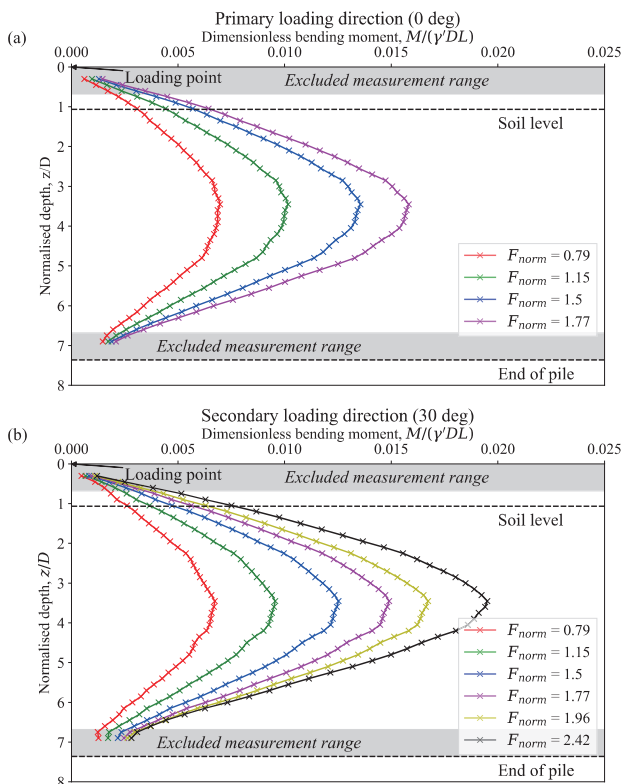 (a)
Primary loading direction (0 deg)
Dimensionless bending moment, M/(γ'DL)
0.000 0.005 0.010 0.015 0.020 0.025
Loading point
Excluded measurement range
Soil level
Normalised depth, z/D
0
1
2
3
4
5
6
7
8
F_norm = 0.79
F_norm = 1.15
F_norm = 1.5
F_norm = 1.77
Excluded measurement range
End of pile
(b)
Secondary loading direction (30 deg)
Dimensionless bending moment, M/(γ'DL)
0.000 0.005 0.010 0.015 0.020 0.025
Loading point
Excluded measurement range
Soil level
Normalised depth, z/D
0
1
2
3
4
5
6
7
8
F_norm = 0.79
F_norm = 1.15
F_norm = 1.5
F_norm = 1.77
F_norm = 1.96
F_norm = 2.42
Excluded measurement range
End of pile